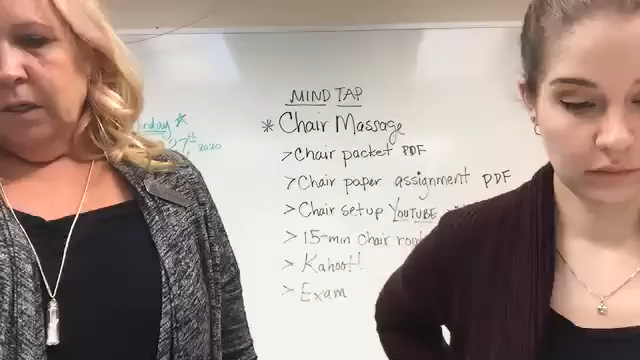 MIND TAP
* Chair Massage
> Chair packet PDF
> Chair paper assignment PDF
> Chair setup YOUTUBE
> 15-min Chair
> Kahoot!
> Exam
*
27th 2020